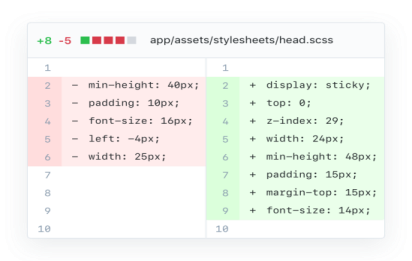 +8 -5 app/assets/stylesheets/head.scss
1 1
2 - min-height: 40px; 2 + display: sticky;
3 - padding: 10px; 3 + top: 0;
4 - font-size: 16px; 4 + z-index: 29;
5 - left: -4px; 5 + width: 24px;
6 - width: 25px; 6 + min-height: 48px;
7 7 + padding: 15px;
8 8 + margin-top: 15px;
9 9 + font-size: 14px;
10 10